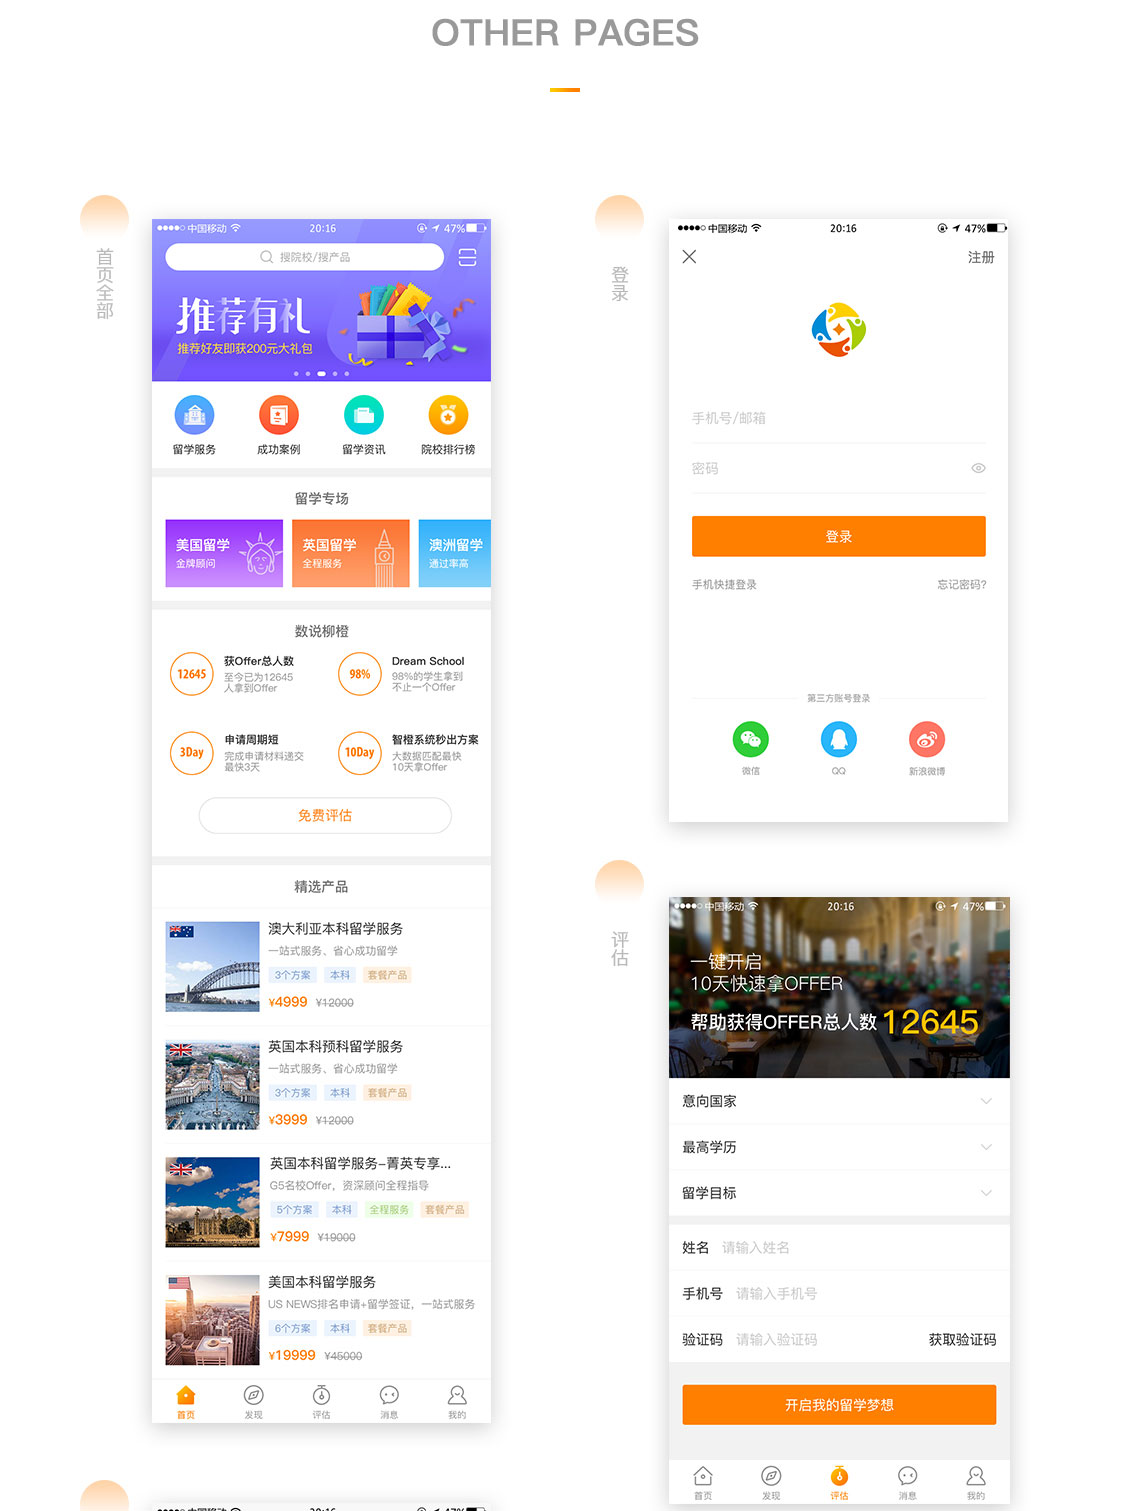 OTHER PAGES
首页全部
中国移动
20:16
47%
搜院校/搜产品
推荐有礼
推荐好友即获200元大礼包
留学服务
成功案例
留学资讯
院校排行榜
留学专场
美国留学
金牌顾问
英国留学
全程服务
澳洲留学
通过率高
数说柳橙
12645
获Offer总人数
至今已为12645
人拿到Offer
98%
Dream School
98%的学生拿到
不止一个Offer
3Day
申请周期短
完成申请材料递交
最快3天
10Day
智橙系统秒出方案
大数据匹配最快
10天拿Offer
免费评估
精选产品
澳大利亚本科留学服务
一站式服务、省心成功留学
3个方案 本科 套餐产品
¥4999 ¥12000
英国本科预科留学服务
一站式服务、省心成功留学
3个方案 本科 套餐产品
¥3999 ¥12000
英国本科留学服务-菁英专享...
G5名校Offer，资深顾问全程指导
5个方案 本科 全程服务 套餐产品
¥7999 ¥19000
美国本科留学服务
US NEWS排名申请+留学签证，一站式服务
6个方案 本科 套餐产品
¥19999 ¥45000
首页
发现
评估
消息
我的
登录
中国移动
20:16
47%
注册
手机号/邮箱
密码
登录
手机快捷登录
忘记密码?
第三方账号登录
微信
QQ
新浪微博
评估
中国移动
20:16
47%
一键开启
10天快速拿OFFER
帮助获得OFFER总人数 12645
意向国家
最高学历
留学目标
姓名 请输入姓名
手机号 请输入手机号
验证码 请输入验证码 获取验证码
开启我的留学梦想
首页
发现
评估
消息
我的